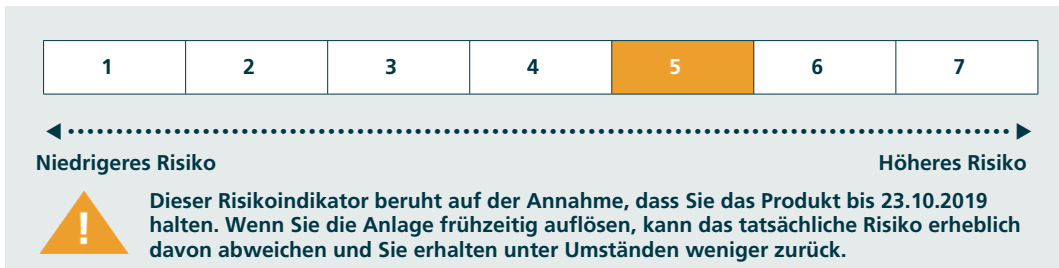 1 2 3 4 5 6 7
Niedrigeres Risiko Höheres Risiko
Dieser Risikoindikator beruht auf der Annahme, dass Sie das Produkt bis 23.10.2019
halten. Wenn Sie die Anlage frühzeitig auflösen, kann das tatsächliche Risiko erheblich
davon abweichen und Sie erhalten unter Umständen weniger zurück.
!